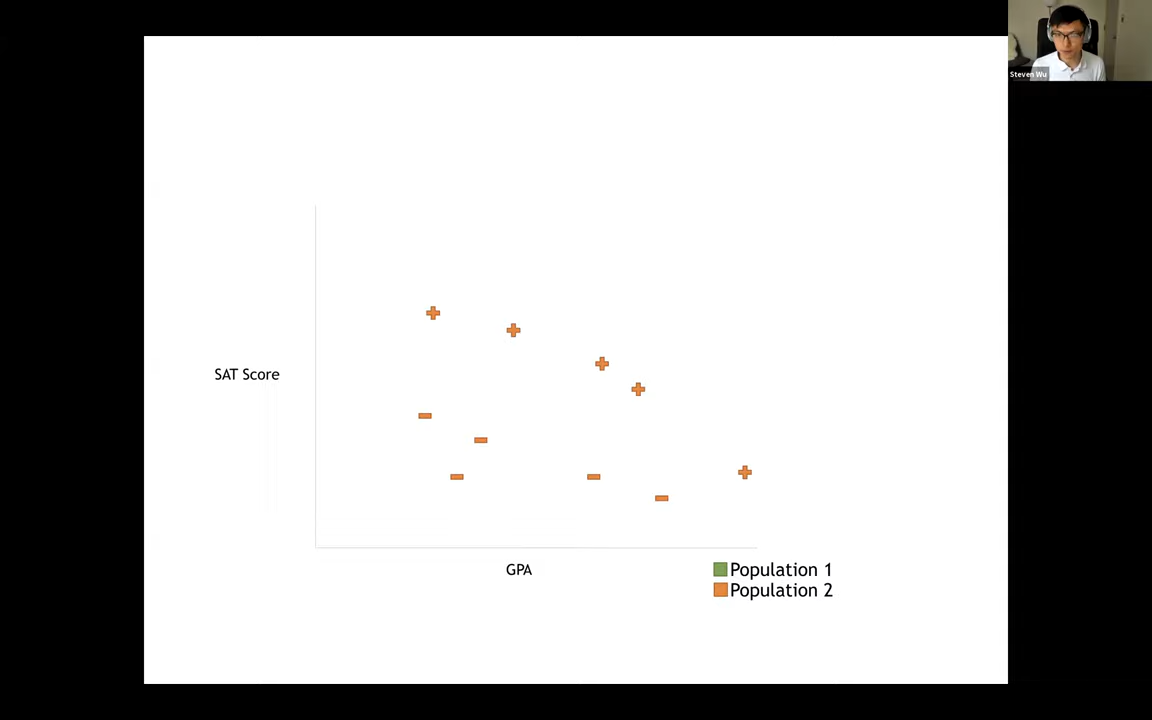 Steven Wu
SAT Score
GPA
Population 1
Population 2